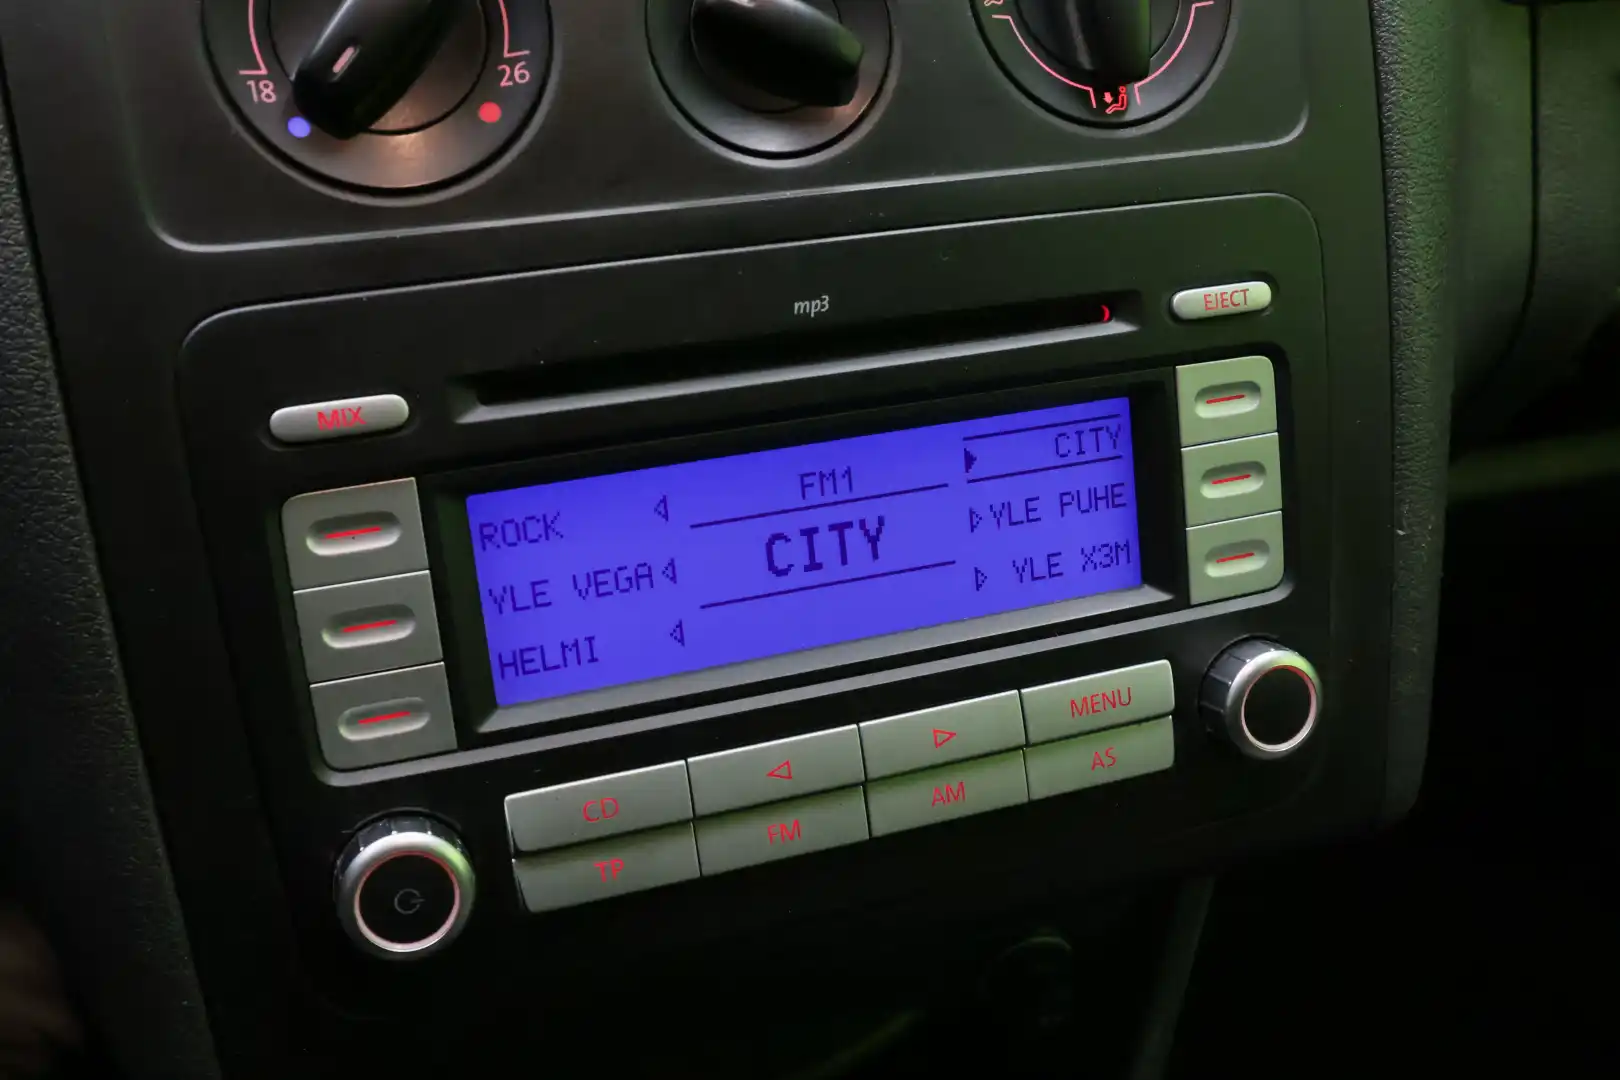 18
26
mp3
EJECT
MIX
FM1
CITY
ROCK
CITY
YLE PUHE
YLE VEGA
YLE X3M
HELMI
MENU
CD
AS
AM
FM
TP